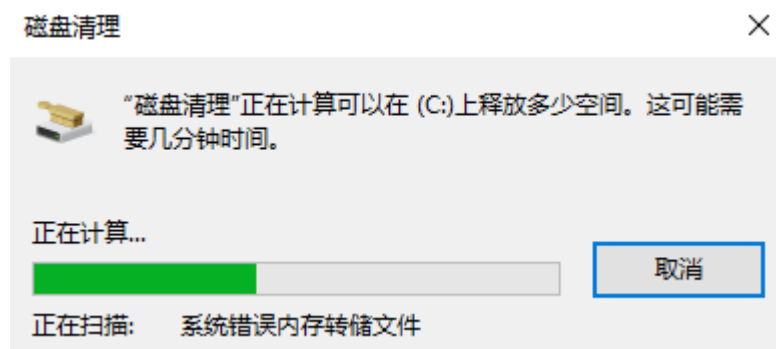 磁盘清理
“磁盘清理”正在计算可以在 (C:)上释放多少空间。这可能需
要几分钟时间。
正在计算...
取消
正在扫描: 系统错误内存转储文件